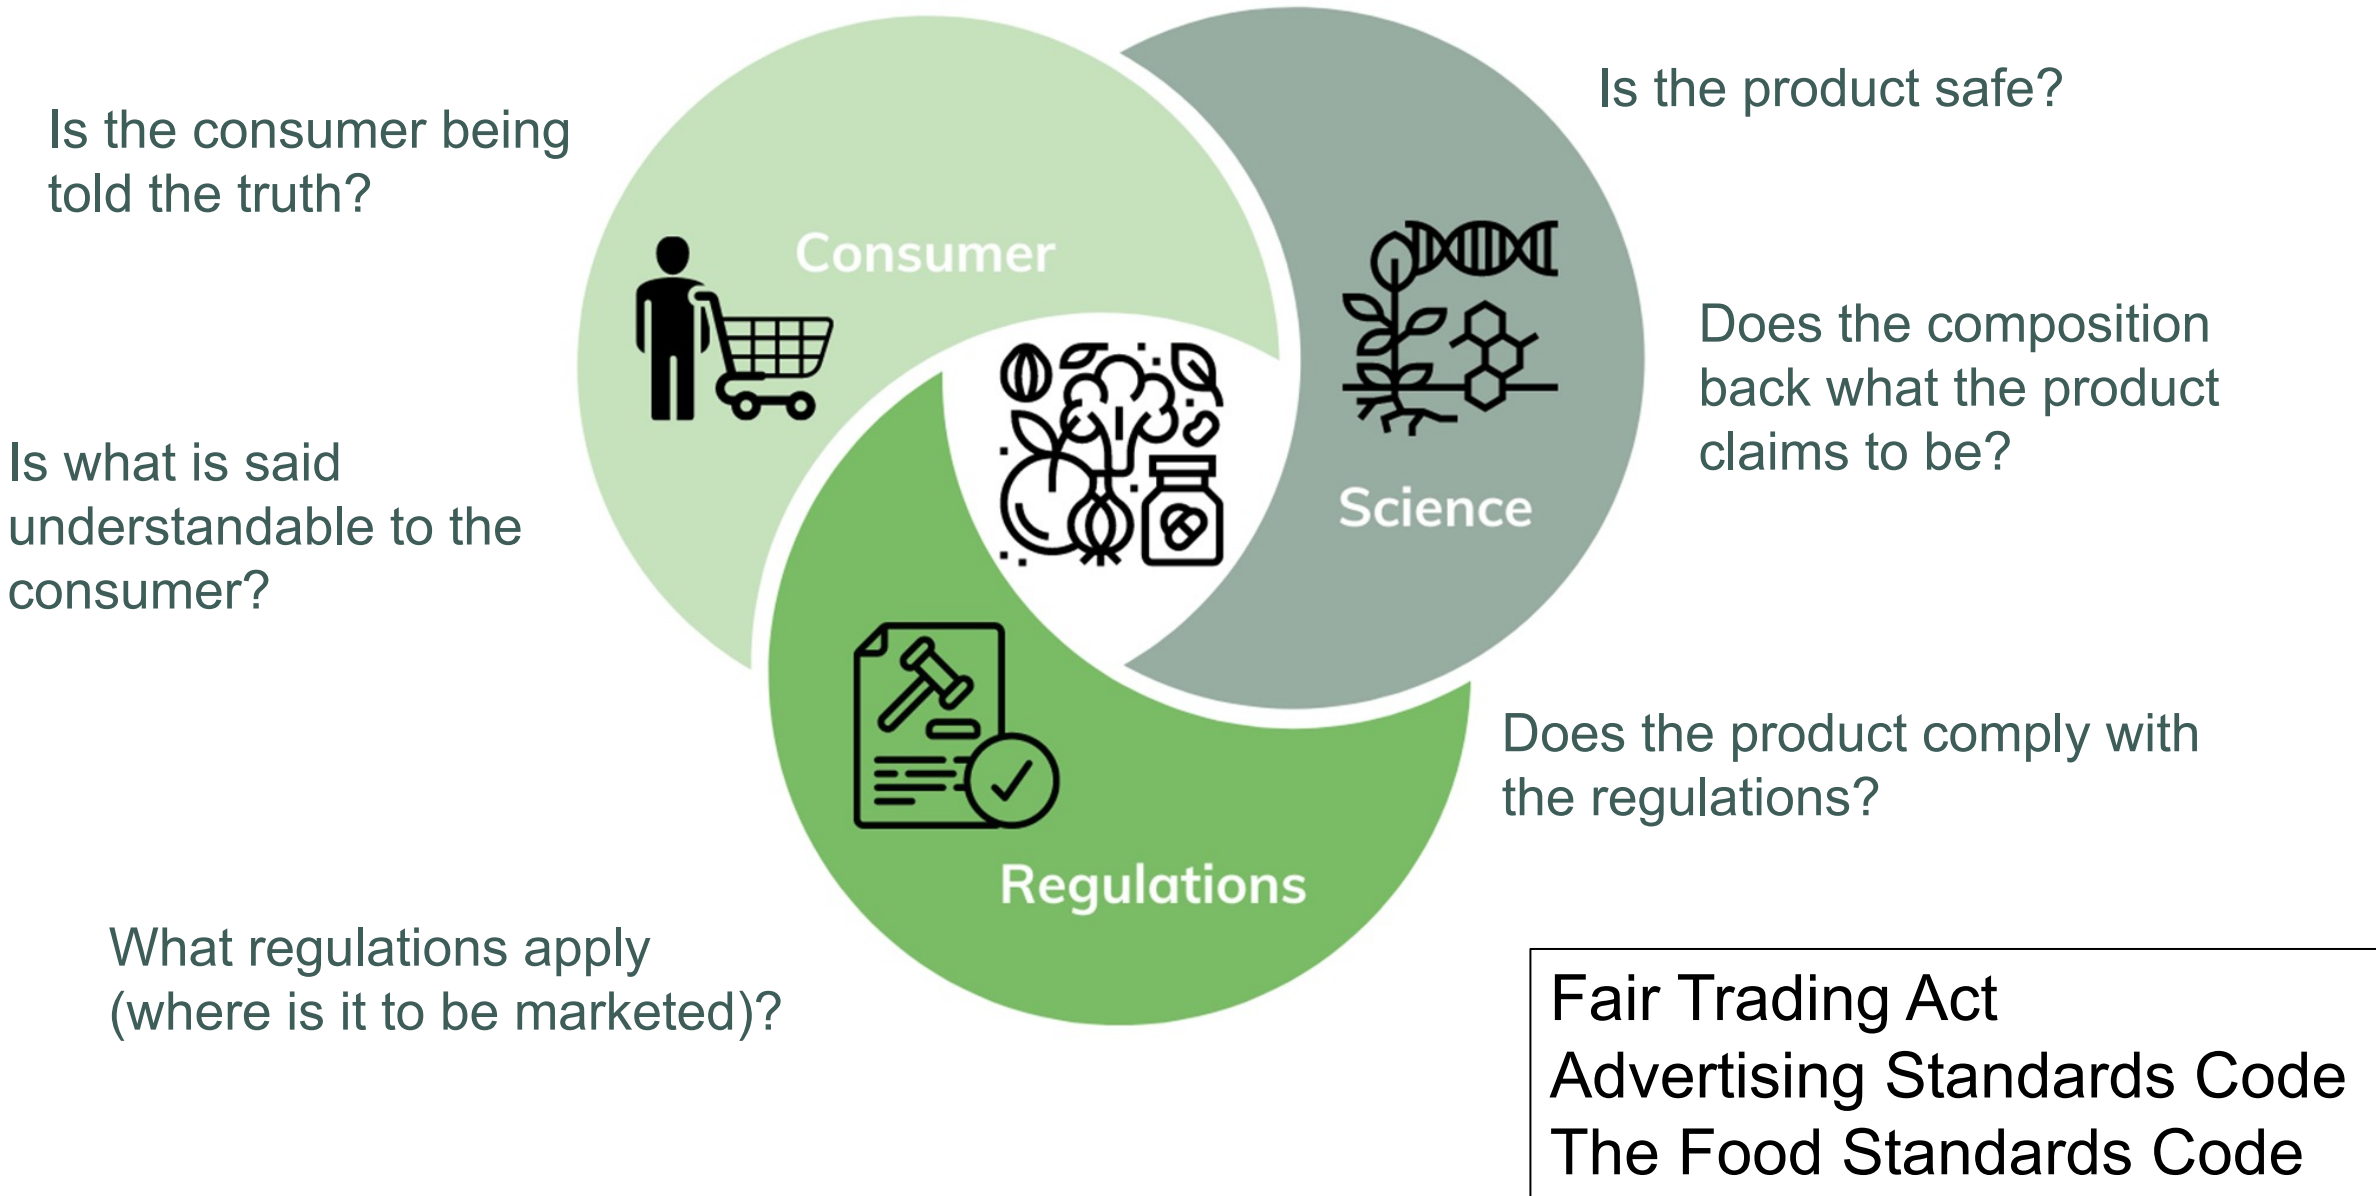 Is the product safe?
Is the consumer being
told the truth?
Consumer
Does the composition
back what the product
claims to be?
Is what is said
understandable to the
consumer?
Science
Does the product comply with
the regulations?
Regulations
What regulations apply
(where is it to be marketed)?
Fair Trading Act
Advertising Standards Code
The Food Standards Code